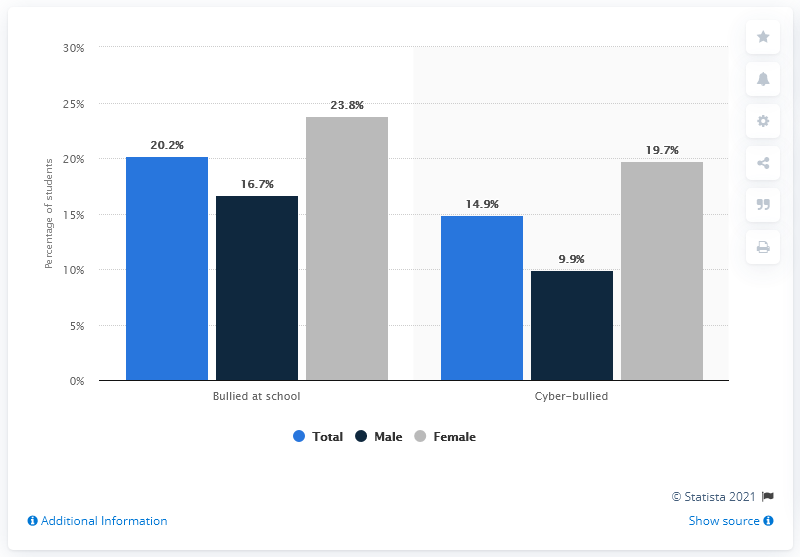 30%
25%
20%
15%
10%
5%
0%
Percentage of students
20.2%
16.7%
23.8%
14.9%
9.9%
19.7%
Bullied at school
Cyber-bullied
Total
Male
Female
© Statista 2021
Additional Information
Show source